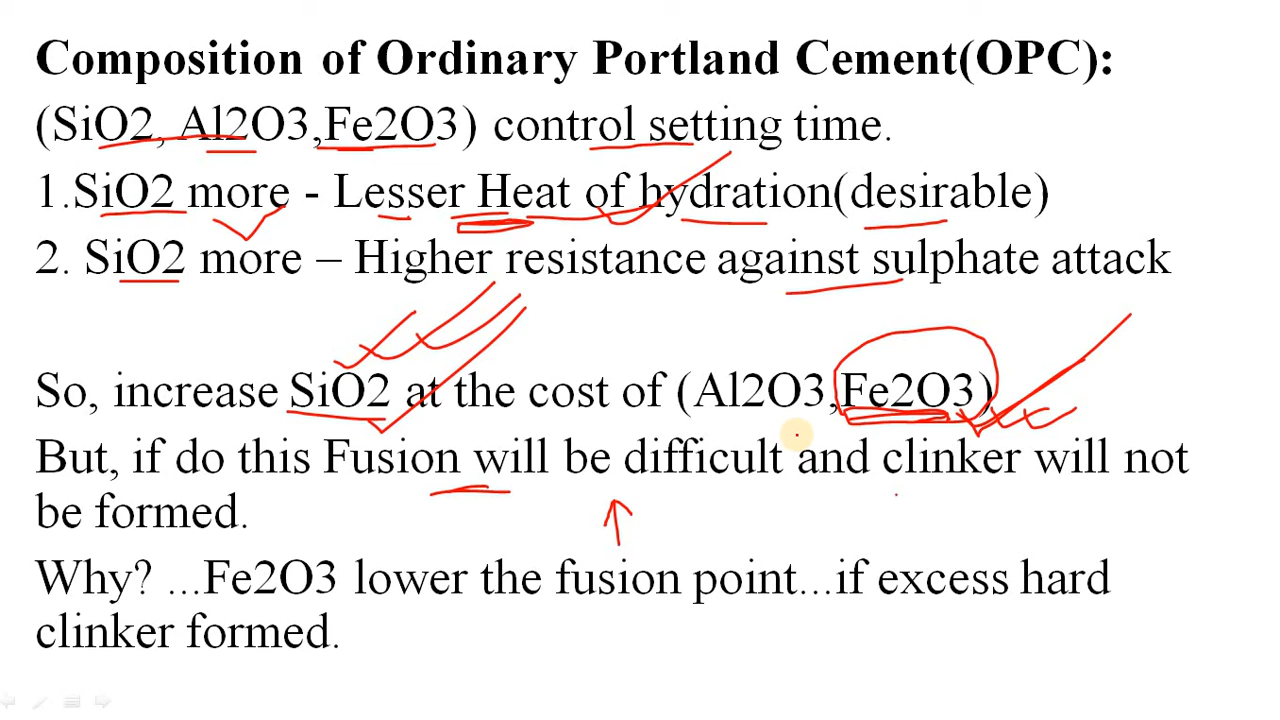 Composition of Ordinary Portland Cement(OPC):
(SiO2, Al2O3,Fe2O3) control setting time.
1.SiO2 more - Lesser Heat of hydration(desirable)
2. SiO2 more – Higher resistance against sulphate attack
So, increase SiO2 at the cost of (Al2O3,Fe2O3)
But, if do this Fusion will be difficult and clinker will not
be formed.
Why? ...Fe2O3 lower the fusion point...if excess hard
clinker formed.